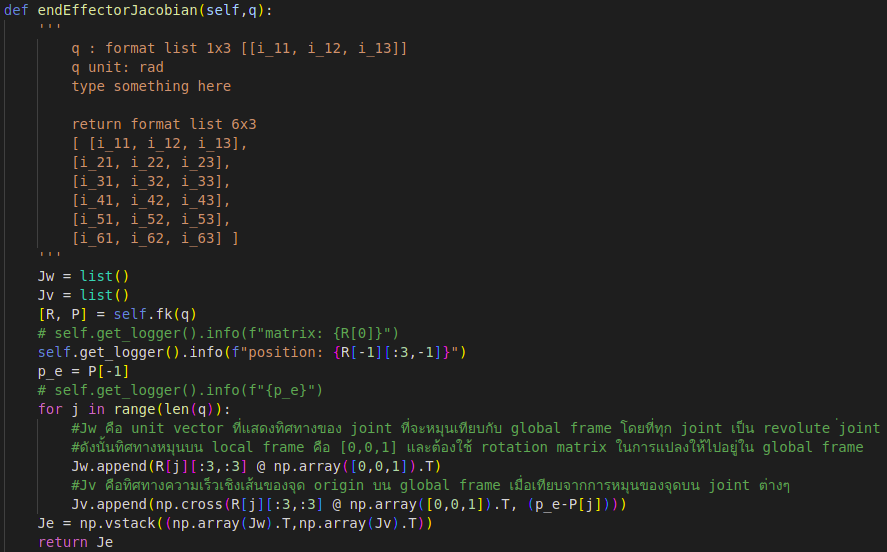 def endEffectorJacobian(self,q):
'''
q : format list 1x3 [[i_11, i_12, i_13]]
q unit: rad
type something here
return format list 6x3
[ [i_11, i_12, i_13],
[i_21, i_22, i_23],
[i_31, i_32, i_33],
[i_41, i_42, i_43],
[i_51, i_52, i_53],
[i_61, i_62, i_63] ]
'''
Jw = list()
Jv = list()
[R, P] = self.fk(q)
# self.get_logger().info(f"matrix: {R[0]}")
self.get_logger().info(f"position: {R[-1][:3,-1]}")
p_e = P[-1]
# self.get_logger().info(f"{p_e}")
for j in range(len(q)):
#Jw คือ unit vector ที่แสดงทิศทางของ joint ที่จะหมุนเทียบกับ global frame โดยที่ทุก joint เป็น revolute joint
#ดังนั้นทิศทางหมุนบน local frame คือ [0,0,1] และต้องใช้ rotation matrix ในการแปลงให้ไปอยู่ใน global frame
Jw.append(R[j][:3,:3] @ np.array([0,0,1]).T)
#Jv คือทิศทางความเร็วเชิงเส้นของจุด origin บน global frame เมื่อเทียบจากการหมุนของจุดบน joint ต่างๆ
Jv.append(np.cross(R[j][:3,:3] @ np.array([0,0,1]).T, (p_e-P[j])))
Je = np.vstack((np.array(Jw).T,np.array(Jv).T))
return Je